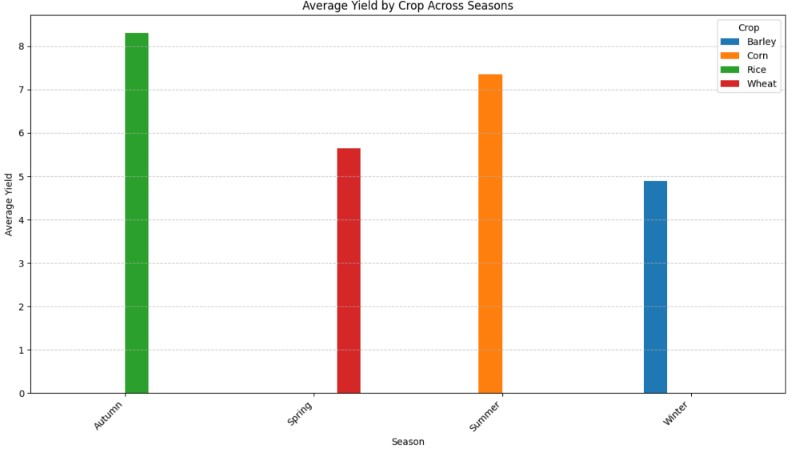 Average Yield by Crop Across Seasons
Crop
Barley
Corn
Rice
Wheat
Average Yield
8
7
6
5
4
3
2
1
0
Autumn
Spring
Summer
Winter
Season